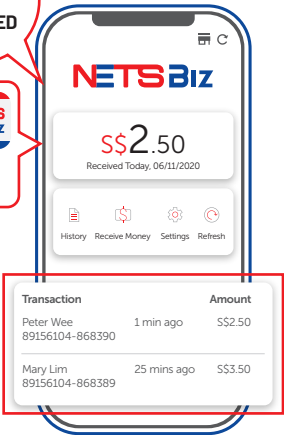 ED
S
Z
NETS BIZ
S$2.50
Received Today, 06/11/2020
History Receive Money Settings Refresh
Transaction Amount
Peter Wee 1 min ago S$2.50
89156104-868390
Mary Lim 25 mins ago S$3.50
89156104-868389